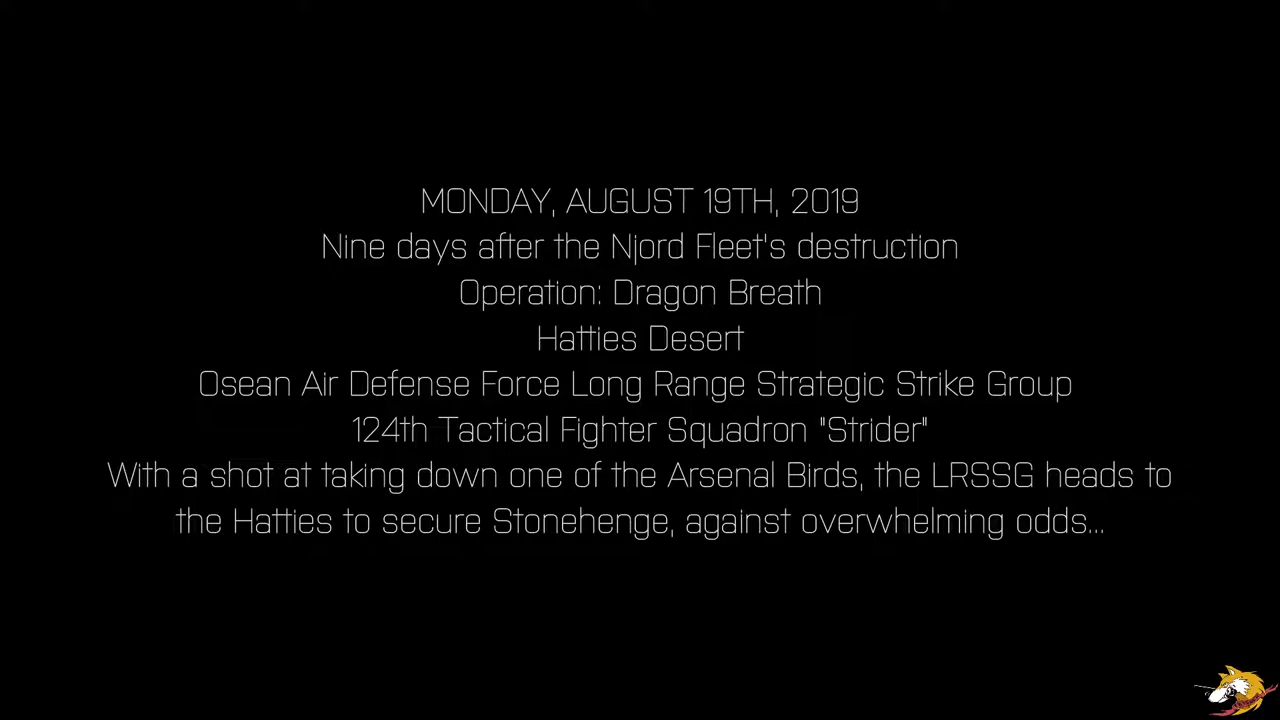 MONDAY, AUGUST 19TH, 2019
Nine days after the Njord Fleet's destruction
Operation: Dragon Breath
Hatties Desert
Osean Air Defense Force Long Range Strategic Strike Group
124th Tactical Fighter Squadron "Strider"
With a shot at taking down one of the Arsenal Birds, the LRSSG heads to
the Hatties to secure Stonehenge, against overwhelming odds...